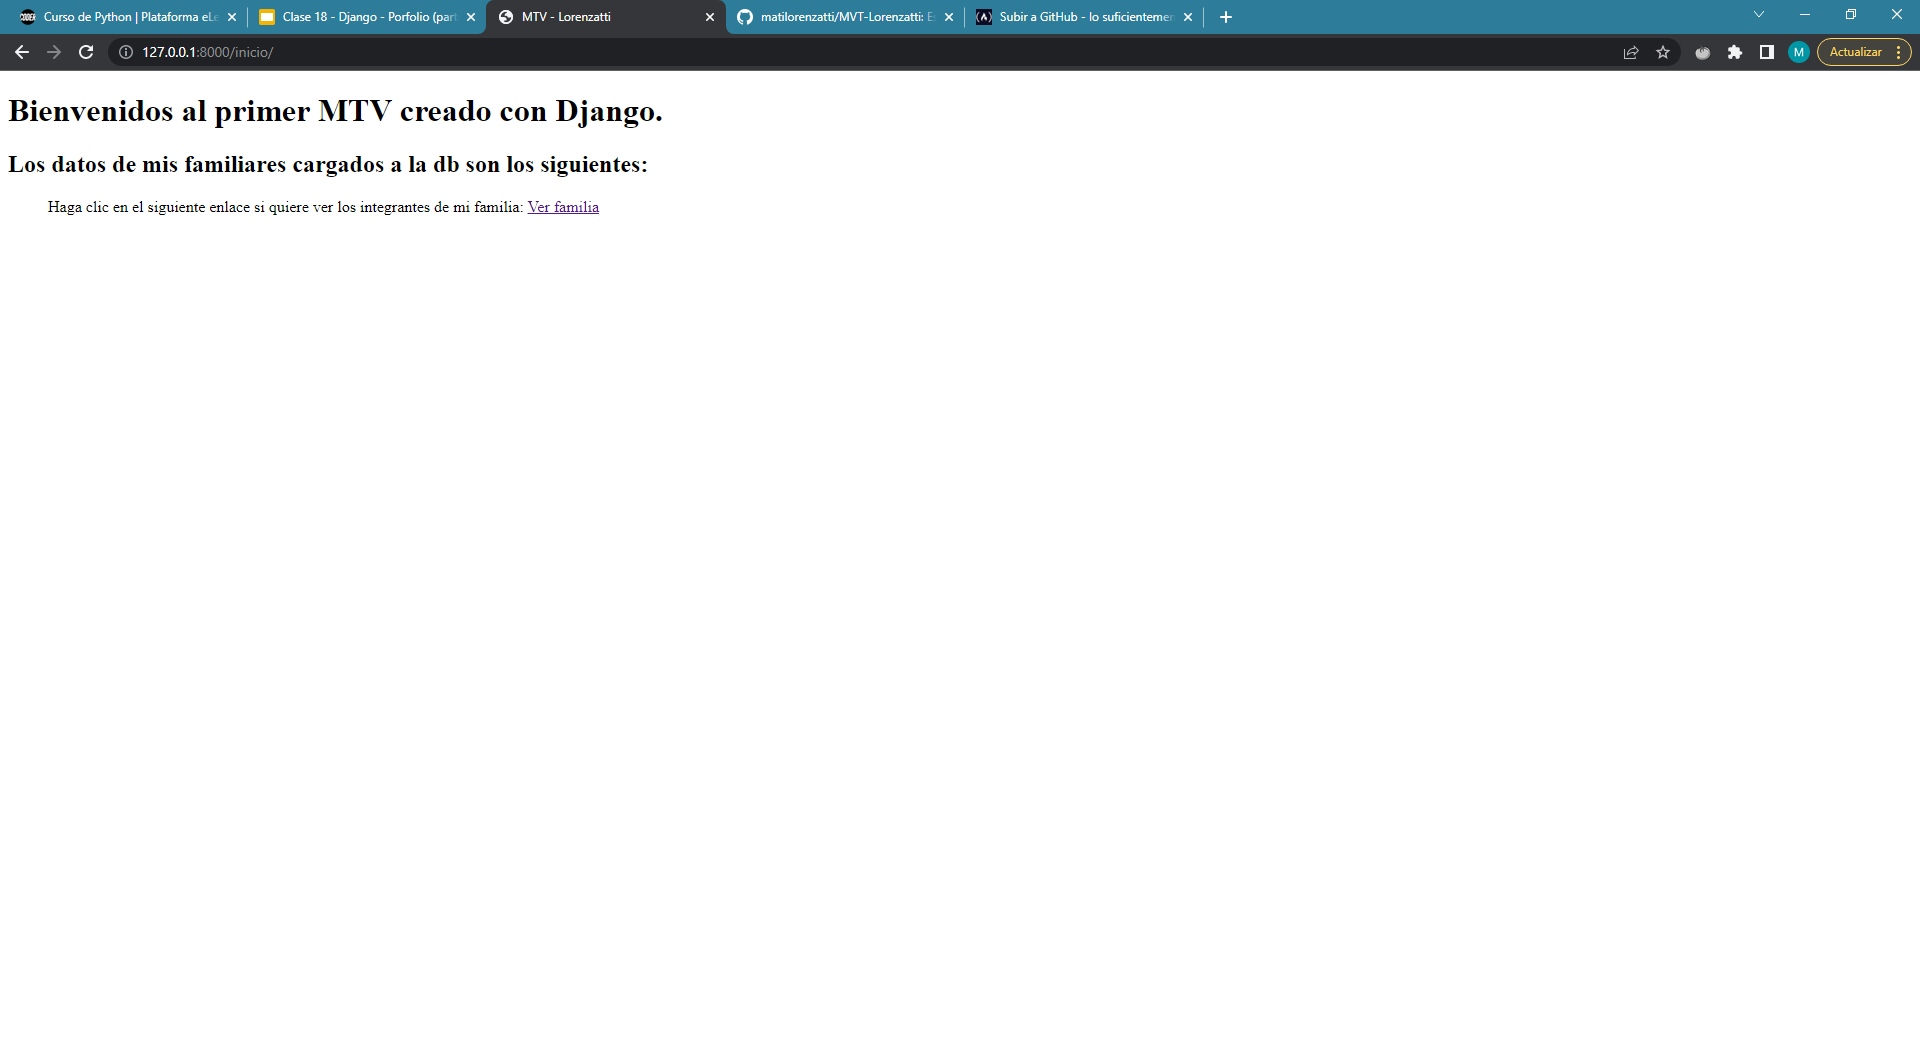 Curso de Python | Plataforma eLe
Clase 18 - Django - Porfolio (part
MTV - Lorenzatti
matilorenzatti/MVT-Lorenzatti: E
Subir a GitHub - lo suficientemer
127.0.0.1:8000/inicio/
M
Actualizar
Bienvenidos al primer MTV creado con Django.
Los datos de mis familiares cargados a la db son los siguientes:
Haga clic en el siguiente enlace si quiere ver los integrantes de mi familia: Ver familia